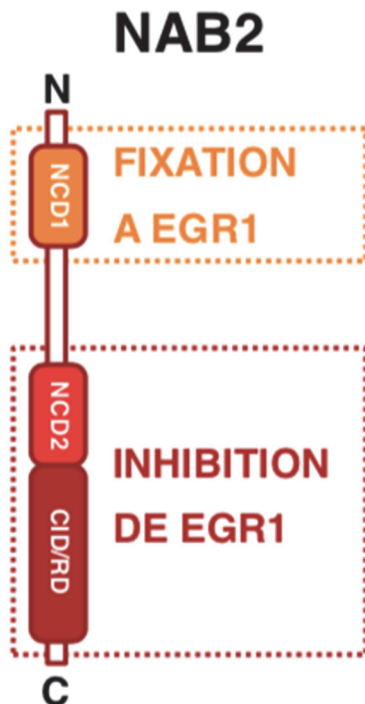 NAB2
N
NCD1
FIXATION
A EGR1
NCD2
CID/RD
INHIBITION
DE EGR1
C